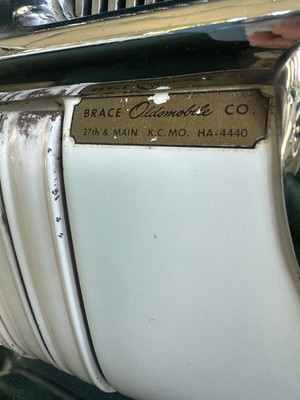 BRACE Oldsmobile CO.
27th & MAIN K.C.MO. HA-4440